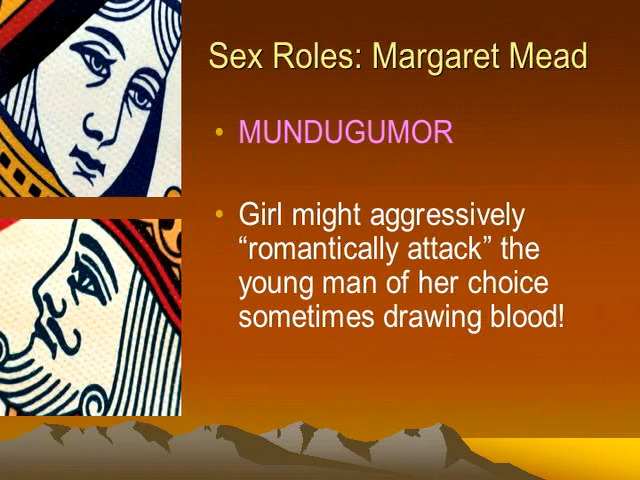 Sex Roles: Margaret Mead
• MUNDUGUMOR
• Girl might aggressively
“romantically attack” the
young man of her choice
sometimes drawing blood!